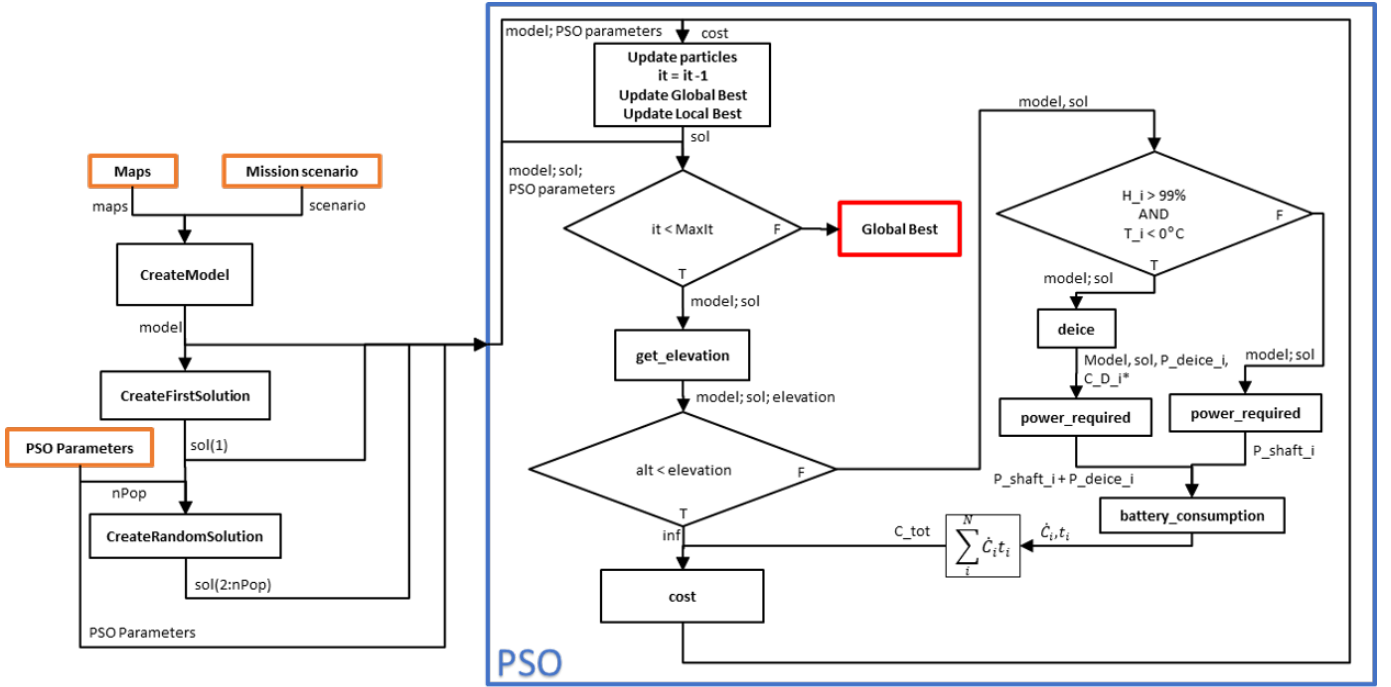 Maps
Mission scenario
maps
scenario
CreateModel
model
CreateFirstSolution
PSO Parameters
sol(1)
nPop
CreateRandomSolution
sol(2:nPop)
PSO Parameters
model; PSO parameters
cost
Update particles
it = it -1
Update Global Best
Update Local Best
sol
model; sol;
PSO parameters
it < MaxIt
F
T
Global Best
model; sol
get_elevation
model; sol; elevation
alt < elevation
F
T
inf
cost
model, sol
H_i > 99%
AND
T_i < 0°C
F
T
model; sol
deice
Model, sol, P_deice_i,
C_D_i*
power_required
model; sol
power_required
P_shaft_i
P_shaft_i + P_deice_i
battery_consumption
Ċᵢ,tᵢ
N
∑ Ċᵢtᵢ
i
C_tot
PSO